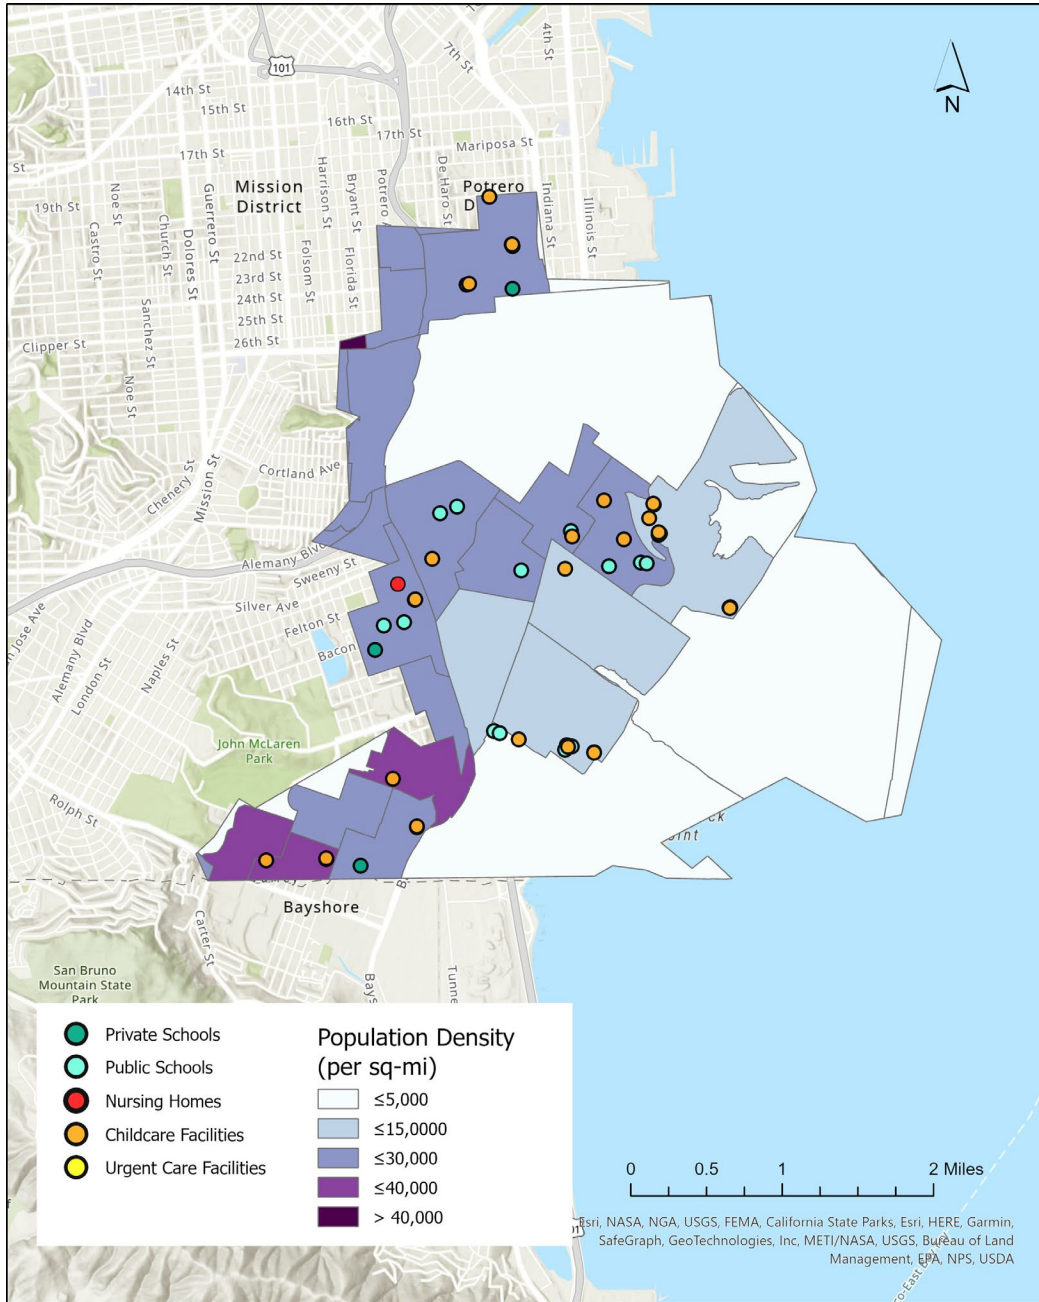 4th St
7th St
101
14th St
15th St
16th St
17th St
Mariposa St
17th St
St
Mission
District
Potrero
D
19th St
Noe St
Castro St
Church St
Guerrero St
Dolores St
Harrison St
Bryant St
Potrero
De Haro St
Indiana St
Illinois St
Folsom St
Florida St
22nd St
23rd St
24th St
25th St
26th St
Sanchez St
Clipper St
Noe St
Cortland Ave
Chenery St
Mission St
Alemany Blvd
Sweeny St
Silver Ave
Felton St
Bacon
San Jose Ave
Alemany Blvd
London St
Naples St
John McLaren
Park
Rolph St
ck
oint
Bayshore
Carter St
San Bruno
Mountain State
Park
Bays
Tunne
N
Private Schools
Public Schools
Nursing Homes
Childcare Facilities
Urgent Care Facilities
Population Density
(per sq-mi)
≤5,000
≤15,0000
≤30,000
≤40,000
> 40,000
0 0.5 1 2 Miles
Esri, NASA, NGA, USGS, FEMA, California State Parks, Esri, HERE, Garmin,
SafeGraph, GeoTechnologies, Inc, METI/NASA, USGS, Bureau of Land
Management, EPA, NPS, USDA